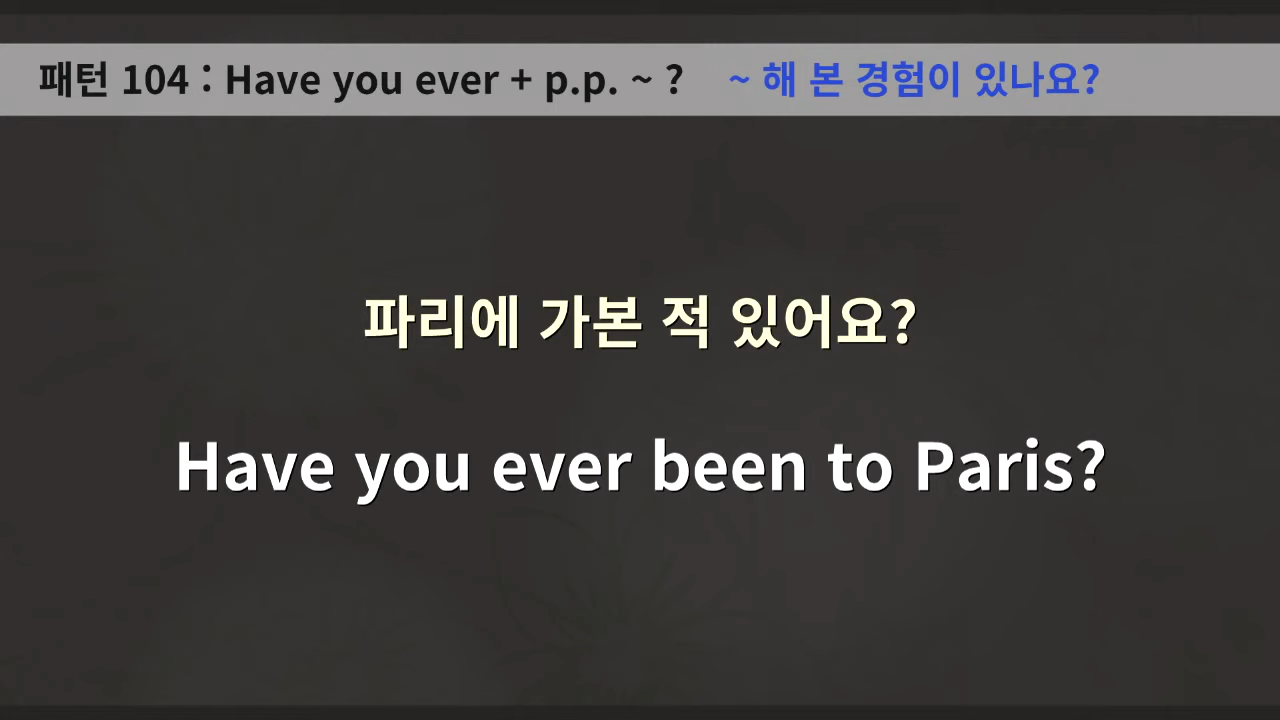 패턴 104 : Have you ever + p.p. ~ ? ~ 해 본 경험이 있나요?
파리에 가본 적 있어요?
Have you ever been to Paris?